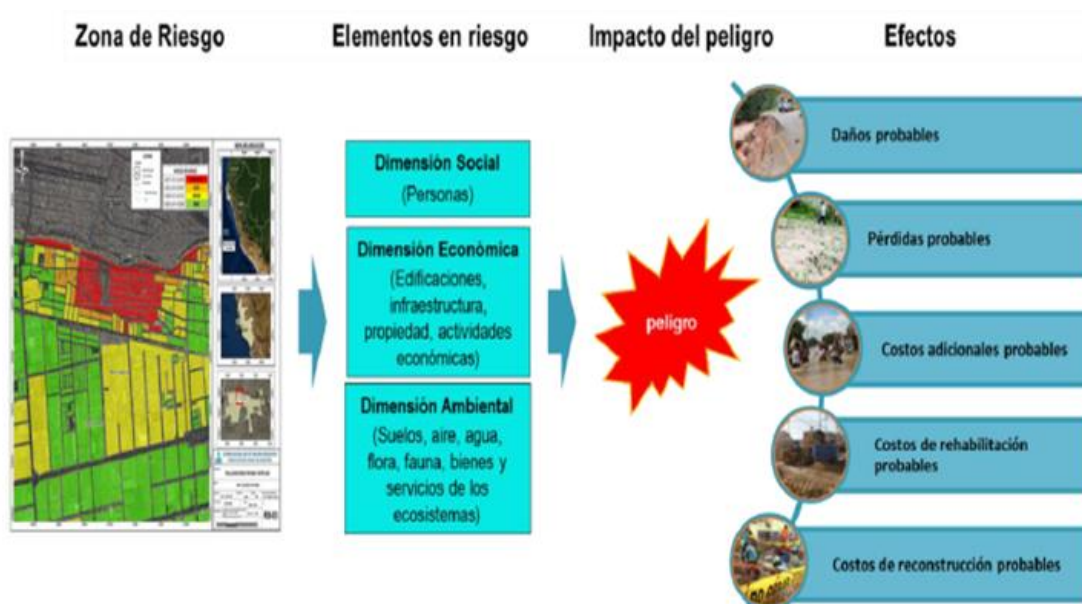 Zona de Riesgo
Elementos en riesgo
Impacto del peligro
Efectos
Dimensión Social
(Personas)
Dimensión Económica
(Edificaciones,
infraestructura,
propiedad, actividades
económicas)
Dimensión Ambiental
(Suelos, aire, agua,
flora, fauna, bienes y
servicios de los
ecosistemas)
peligro
Daños probables
Pérdidas probables
Costos adicionales probables
Costos de rehabilitación
probables
Costos de reconstrucción probables